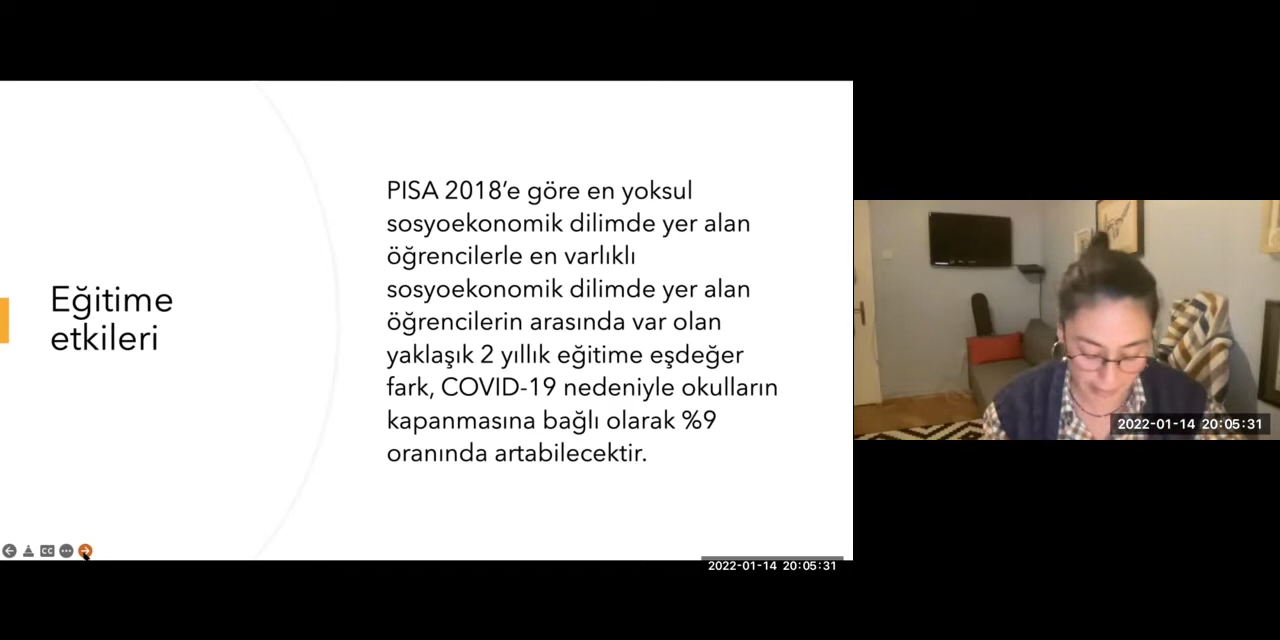 Eğitime
etkileri
PISA 2018’e göre en yoksul
sosyoekonomik dilimde yer alan
öğrencilerle en varlıklı
sosyoekonomik dilimde yer alan
öğrencilerin arasında var olan
yaklaşık 2 yıllık eğitime eşdeğer
fark, COVID-19 nedeniyle okulların
kapanmasına bağlı olarak %9
oranında artabilecektir.
CC
2022-01-14 20:05:31
2022-01-14 20:05:31